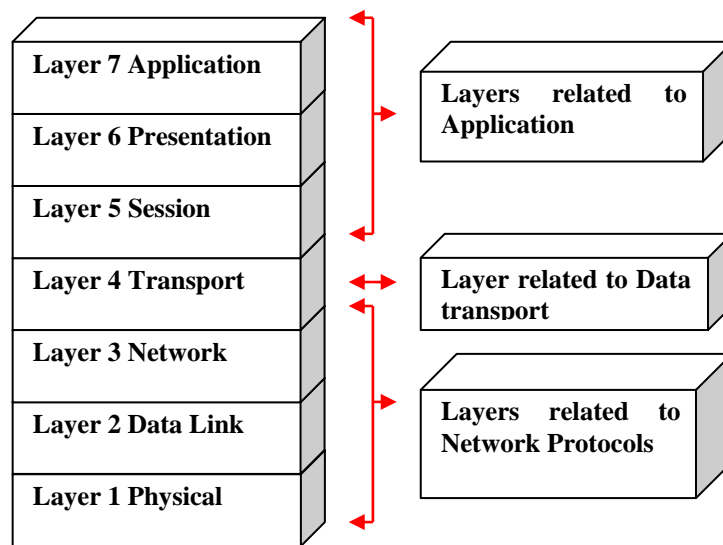 Layer 7 Application
Layer 6 Presentation
Layer 5 Session
Layer 4 Transport
Layer 3 Network
Layer 2 Data Link
Layer 1 Physical
Layers related to
Application
Layer related to Data
transport
Layers related to
Network Protocols